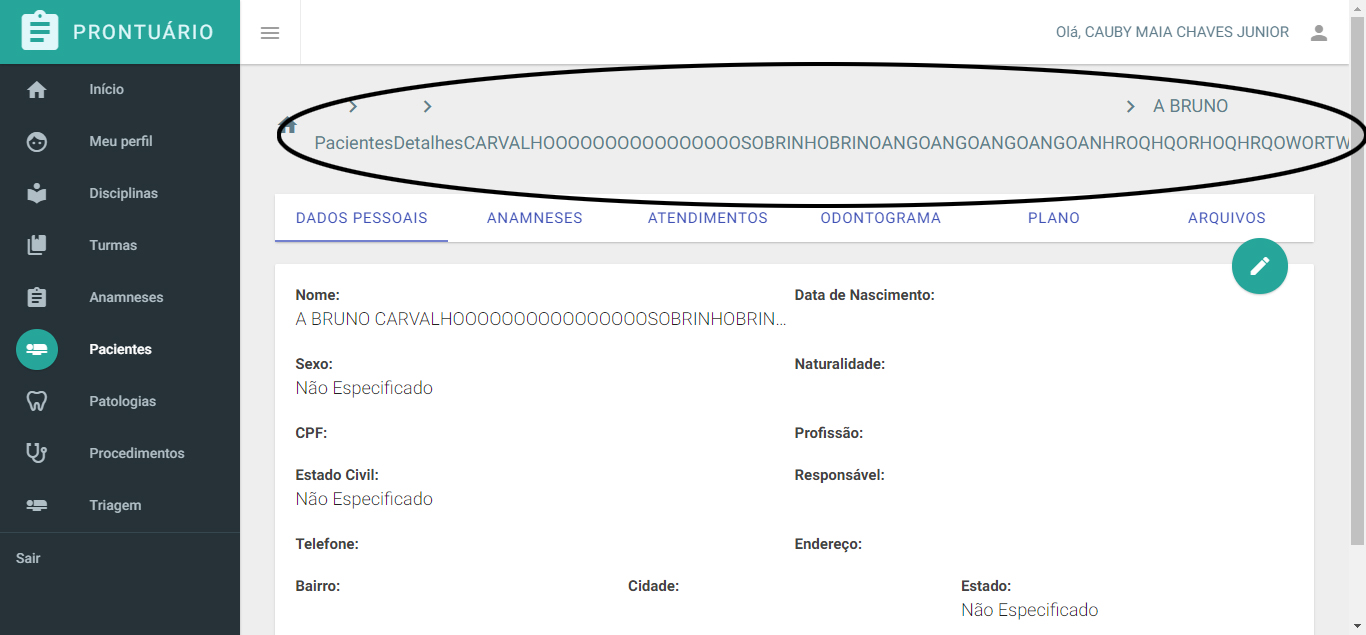 PRONTUÁRIO
Olá, CAUBY MAIA CHAVES JUNIOR
Início
Meu perfil
Disciplinas
Turmas
Anamneses
Pacientes
Patologias
Procedimentos
Triagem
Sair
A BRUNO
PacientesDetalhesCARVALHOOOOOOOOOOOOOOOOSOBRINHOBRINOANGOANGOANGOANGOANHROQHQORHOQHRQOWORTW
DADOS PESSOAIS ANAMNESES ATENDIMENTOS ODONTOGRAMA PLANO ARQUIVOS
Nome: Data de Nascimento:
A BRUNO CARVALHOOOOOOOOOOOOOOOOSOBRINHOBRIN...
Sexo: Naturalidade:
Não Especificado
CPF: Profissão:
Estado Civil: Responsável:
Não Especificado
Telefone: Endereço:
Bairro: Cidade: Estado:
Não Especificado